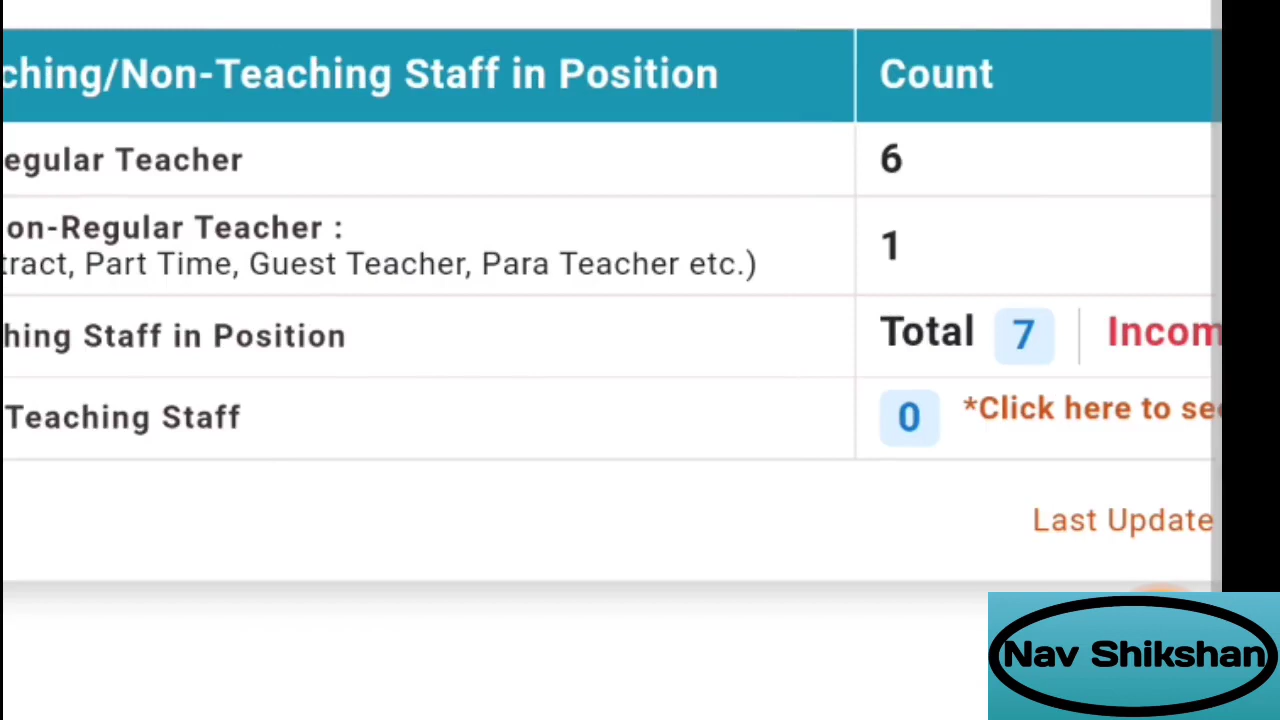 ching/Non-Teaching Staff in Position Count
egular Teacher 6
on-Regular Teacher :
tract, Part Time, Guest Teacher, Para Teacher etc.) 1
hing Staff in Position Total 7 Incom
Teaching Staff 0 *Click here to see
Last Update
Nav Shikshan